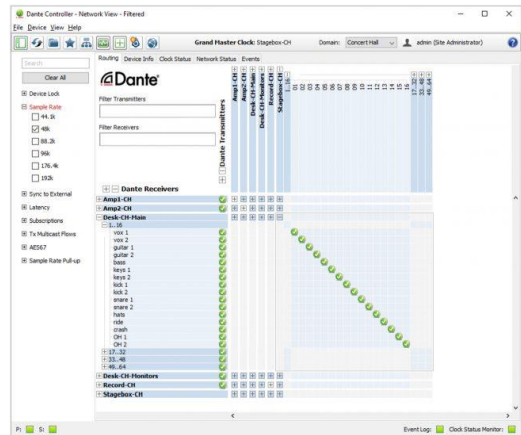 Dante Controller - Network View - Filtered
File Device View Help
Grand Master Clock: Stagebox-CH
Domain: Concert Hall
admin (Site Administrator)
Search
Clear All
Device Lock
Sample Rate
44.1k
48k
88.2k
96k
176.4k
192k
Sync to External
Latency
Subscriptions
Tx Multicast Flows
AES67
Sample Rate Pull-up
Routing Device Info Clock Status Network Status Events
Dante
Filter Transmitters
Filter Receivers
Dante Transmitters
Amp1-CH
Amp2-CH
Desk-CH-Main
Desk-CH-Monitors
Record-CH
Stagebox-CH
1..16
01
02
03
04
05
06
07
08
09
10
11
12
13
14
15
16
17..32
33..48
49..64
Dante Receivers
Amp1-CH
Amp2-CH
Desk-CH-Main
1..16
vox 1
vox 2
guitar 1
guitar 2
bass
keys 1
keys 2
kick 1
kick 2
snare 1
snare 2
hats
ride
crash
OH 1
OH 2
17..32
33..48
49..64
Desk-CH-Monitors
Record-CH
Stagebox-CH
P:
S:
Event Log:
Clock Status Monitor: